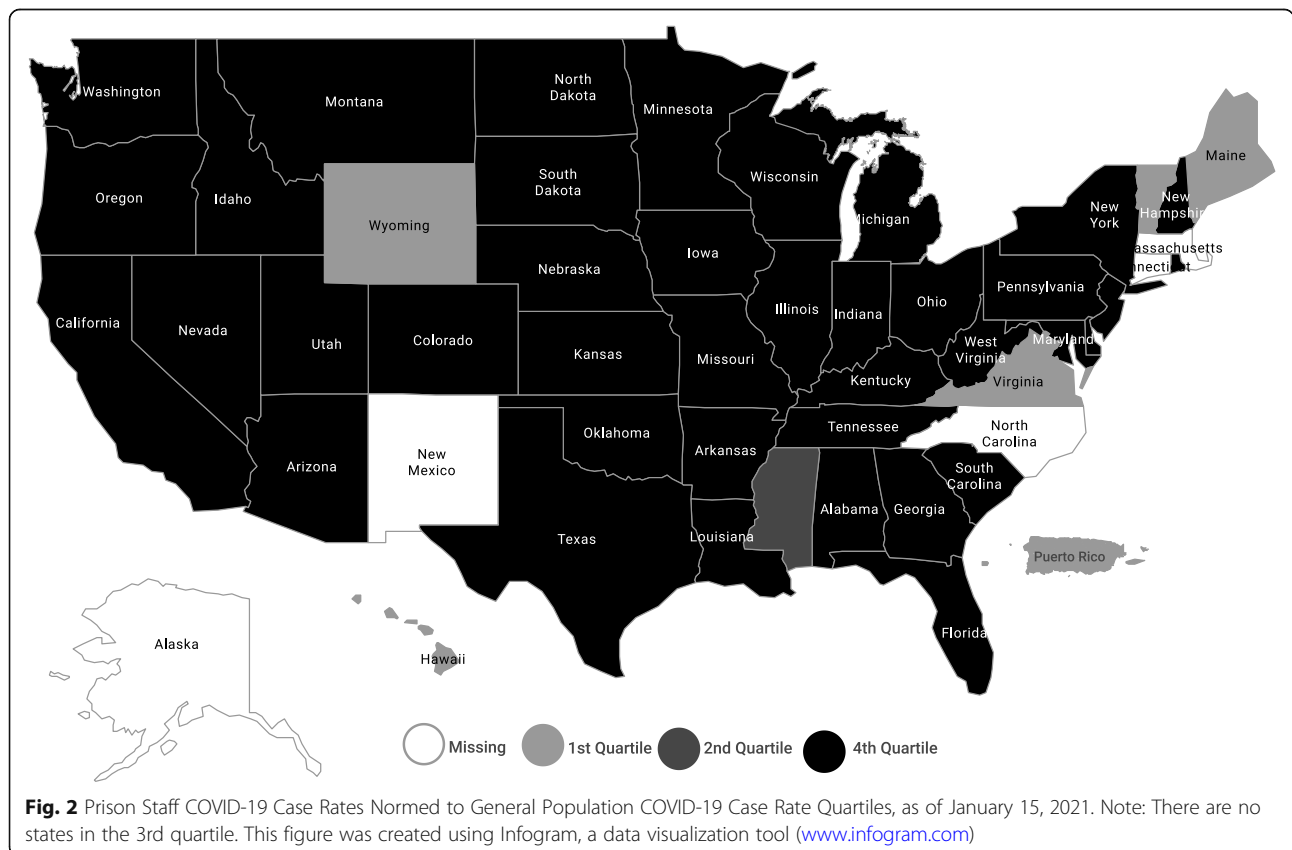 Washington
Montana
North
Dakota
Minnesota
Oregon
Idaho
South
Dakota
Wisconsin
Michigan
Maine
New
Hampshire
New
York
Wyoming
Nebraska
Iowa
Massachusetts
Connecticut
California
Nevada
Utah
Colorado
Kansas
Missouri
Illinois
Indiana
Ohio
Pennsylvania
West
Virginia
Maryland
Virginia
Kentucky
Arizona
New
Mexico
Oklahoma
Arkansas
Tennessee
North
Carolina
South
Carolina
Texas
Louisiana
Alabama
Georgia
Florida
Puerto Rico
Alaska
Hawaii
Missing
1st Quartile
2nd Quartile
4th Quartile
Fig. 2 Prison Staff COVID-19 Case Rates Normed to General Population COVID-19 Case Rate Quartiles, as of January 15, 2021. Note: There are no
states in the 3rd quartile. This figure was created using Infogram, a data visualization tool (www.infogram.com)